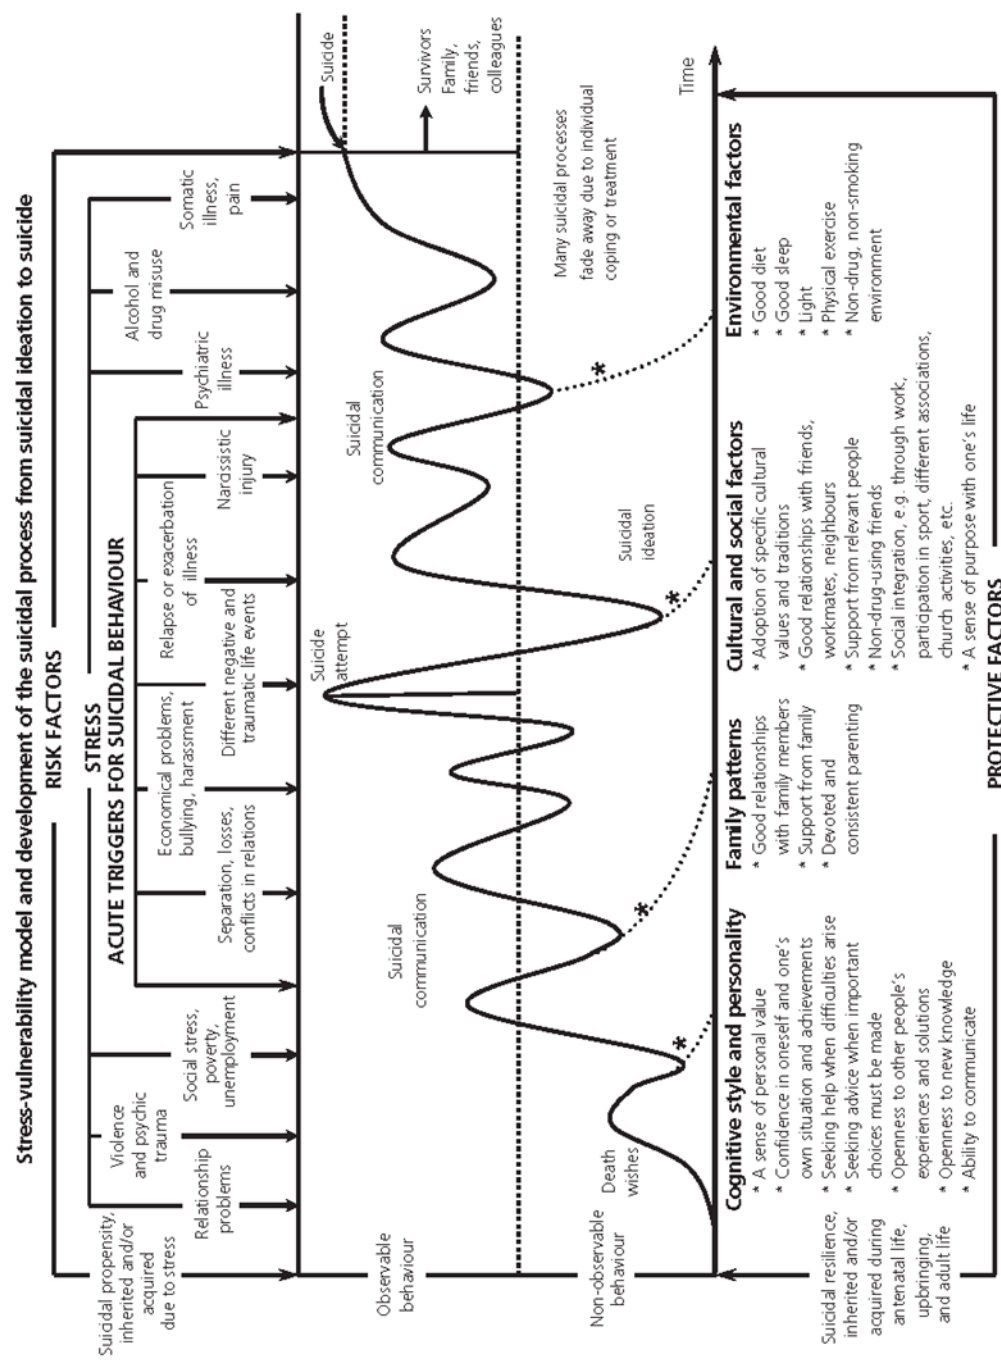 Stress-vulnerability model and development of the suicidal process from suicidal ideation to suicide
RISK FACTORS
STRESS
ACUTE TRIGGERS FOR SUICIDAL BEHAVIOUR
Suicidal propensity,
inherited and/or
acquired
due to stress
Relationship
problems
Violence
and psychic
trauma
Social stress,
poverty,
unemployment
Separation, losses,
conflicts in relations
Economical problems,
bullying, harassment
Different negative and
traumatic life events
Relapse or exacerbation
of illness
Narcissistic
injury
Psychiatric
illness
Alcohol and
drug misuse
Somatic
illness,
pain
Observable
behaviour
Suicidal
communication
Suicide
attempt
Suicidal
communication
Suicide
Survivors
Family,
friends,
colleagues
Non-observable
behaviour
Death
wishes
*
*
Suicidal
ideation
*
*
Many suicidal processes
fade away due to individual
coping or treatment
Time
Suicidal resilience,
inherited and/or
acquired during
antenatal life,
upbringing,
and adult life
Cognitive style and personality
* A sense of personal value
* Confidence in oneself and one's
own situation and achievements
* Seeking help when difficulties arise
* Seeking advice when important
choices must be made
* Openness to other people's
experiences and solutions
* Openness to new knowledge
* Ability to communicate
Family patterns
* Good relationships
with family members
* Support from family
* Devoted and
consistent parenting
Cultural and social factors
* Adoption of specific cultural
values and traditions
* Good relationships with friends,
workmates, neighbours
* Support from relevant people
* Non-drug-using friends
* Social integration, e.g. through work,
participation in sport, different associations,
church activities, etc.
* A sense of purpose with one's life
Environmental factors
* Good diet
* Good sleep
* Light
* Physical exercise
* Non-drug, non-smoking
environment
PROTECTIVE FACTORS